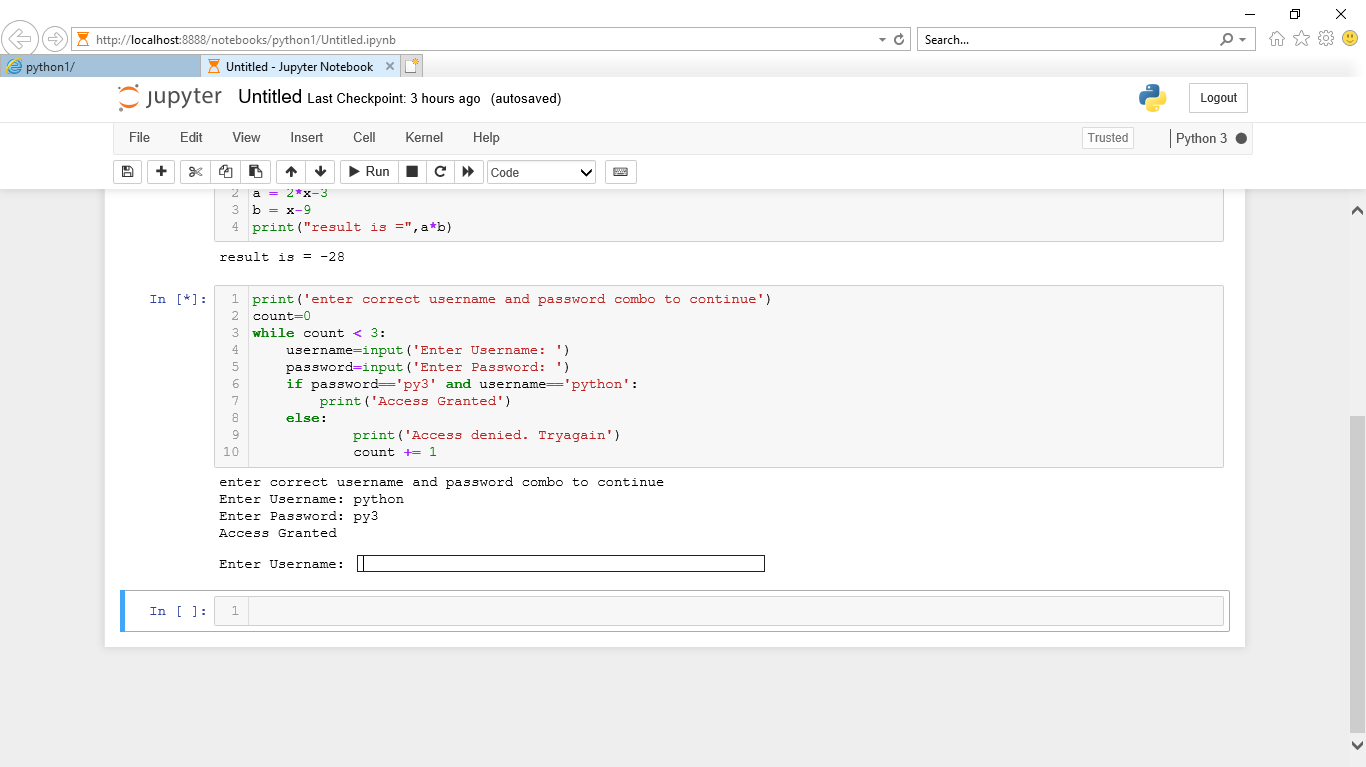 http://localhost:8888/notebooks/python1/Untitled.ipynb
Search...
python1/
Untitled - Jupyter Notebook
jupyter Untitled Last Checkpoint: 3 hours ago (autosaved)
Logout
File Edit View Insert Cell Kernel Help
Trusted
Python 3
Run
Code
2 a = 2*x-3
3 b = x-9
4 print("result is =",a*b)
result is = -28
In [*]:
1 print('enter correct username and password combo to continue')
2 count=0
3 while count < 3:
4     username=input('Enter Username: ')
5     password=input('Enter Password: ')
6     if password=='py3' and username=='python':
7         print('Access Granted')
8     else:
9             print('Access denied. Tryagain')
10             count += 1
enter correct username and password combo to continue
Enter Username: python
Enter Password: py3
Access Granted
Enter Username:
In [ ]:
1